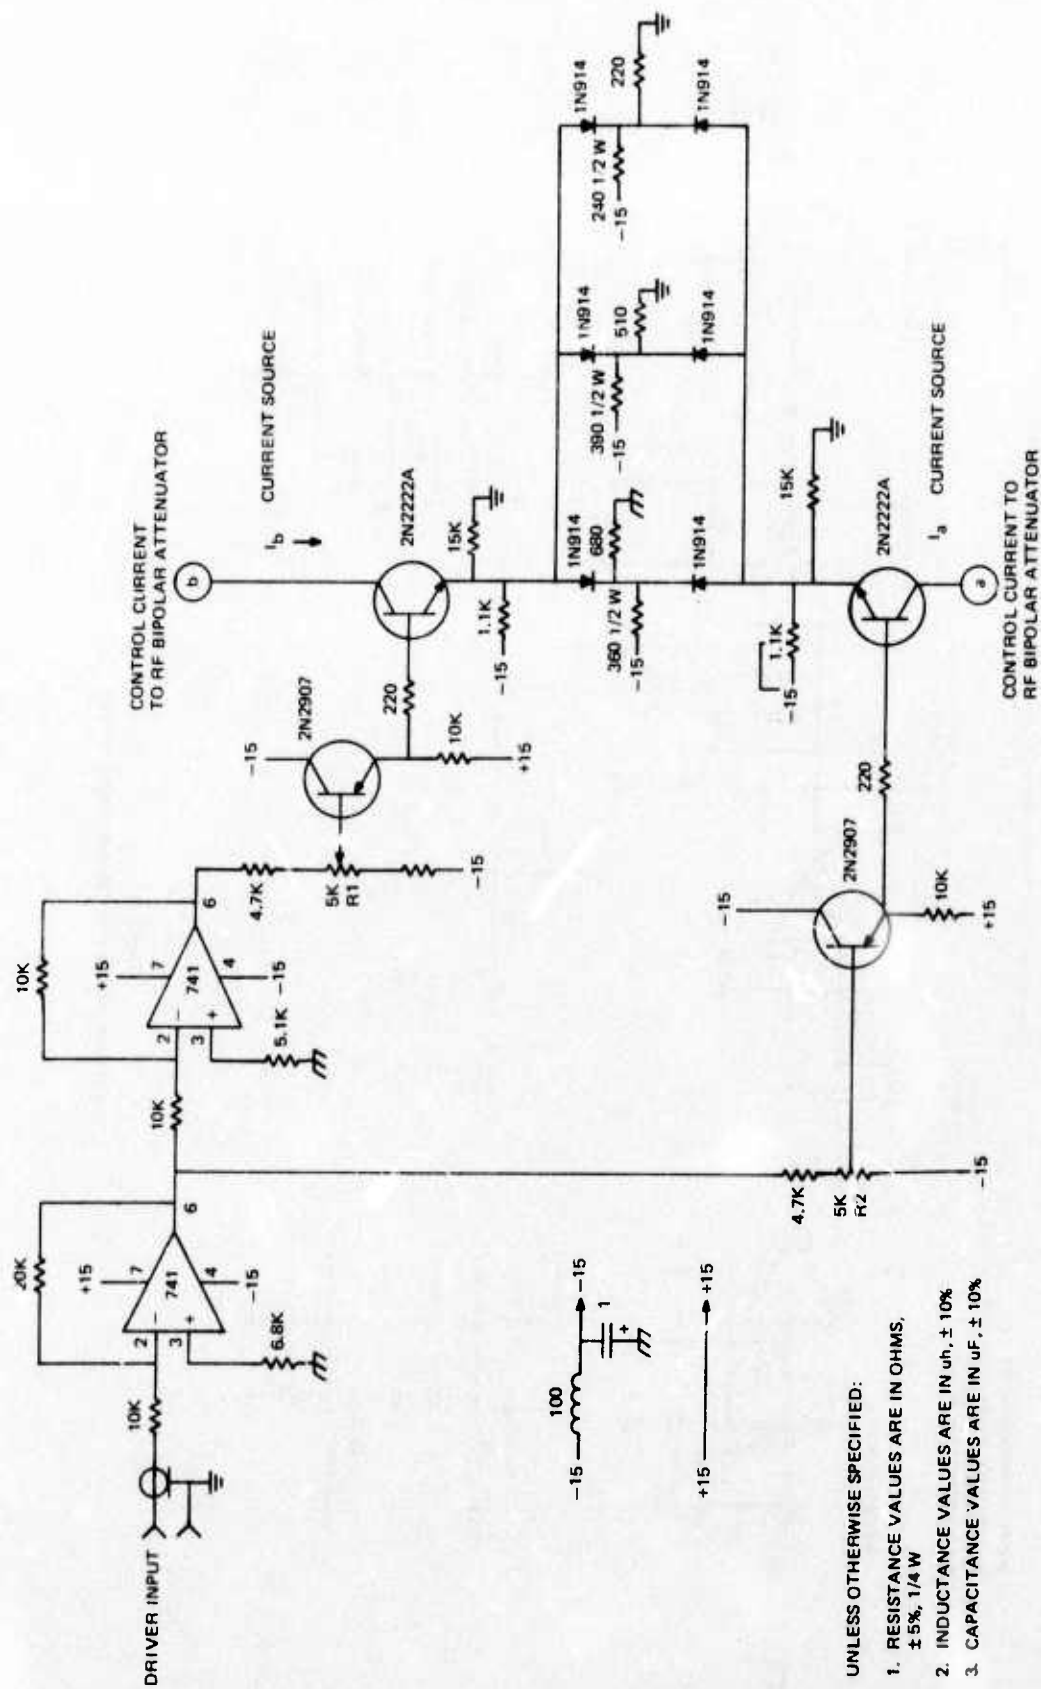 DRIVER INPUT
10K
20K
2
3
+15
7
741
4
-15
6
6.8K
10K
10K
2
3
+15
7
741
4
-15
6
5.1K
4.7K
5K
R1
-15
-15
2N2907
220
10K
+15
CONTROL CURRENT
TO RF BIPOLAR ATTENUATOR
b
I_b
CURRENT SOURCE
2N2222A
15K
1.1K
-15
1N914
680
360 1/2 W
-15
1N914
1N914
510
390 1/2 W
-15
1N914
1N914
220
240 1/2 W
-15
1N914
4.7K
5K
R2
-15
-15
2N2907
220
10K
+15
1.1K
-15
15K
2N2222A
I_a
CURRENT SOURCE
a
CONTROL CURRENT TO
RF BIPOLAR ATTENUATOR
-15
100
-15
1
+
+15
+15
UNLESS OTHERWISE SPECIFIED:
1. RESISTANCE VALUES ARE IN OHMS,
±5%, 1/4 W
2. INDUCTANCE VALUES ARE IN uh, ± 10%
3. CAPACITANCE VALUES ARE IN uF, ± 10%